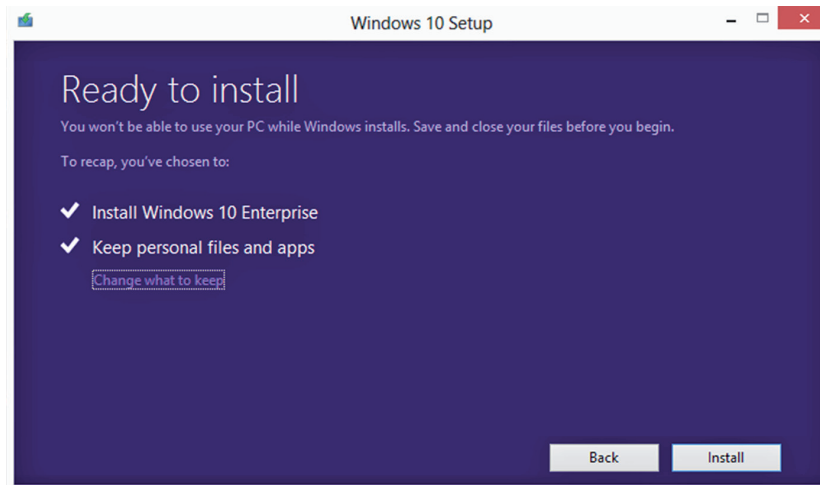 Windows 10 Setup
Ready to install
You won't be able to use your PC while Windows installs. Save and close your files before you begin.
To recap, you've chosen to:
Install Windows 10 Enterprise
Keep personal files and apps
Change what to keep
Back
Install